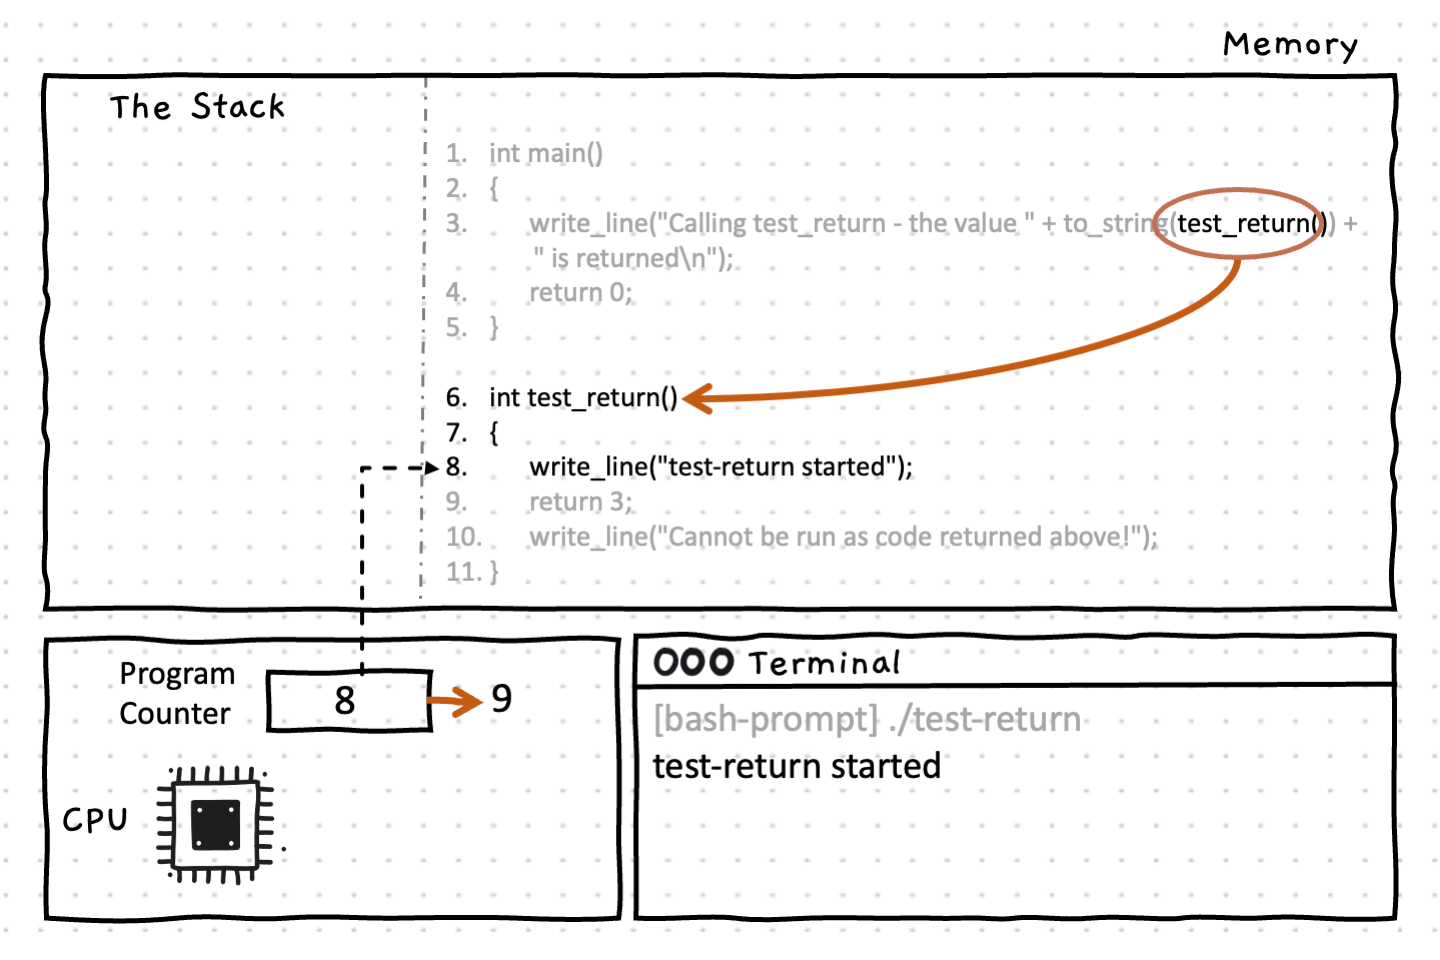 Memory
The Stack
1. int main()
2. {
3. write_line("Calling test_return - the value " + to_string(test_return()) +
" is returned\n");
4. return 0;
5. }
6. int test_return()
7. {
8. write_line("test-return started");
9. return 3;
10. write_line("Cannot be run as code returned above!");
11. }
Program
Counter
8
9
CPU
Terminal
[bash-prompt] ./test-return
test-return started